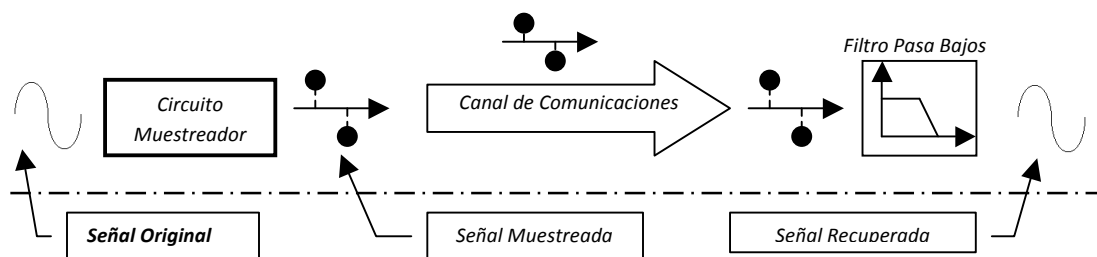 Filtro Pasa Bajos
Circuito
Muestreador
Canal de Comunicaciones
Señal Original
Señal Muestreada
Señal Recuperada